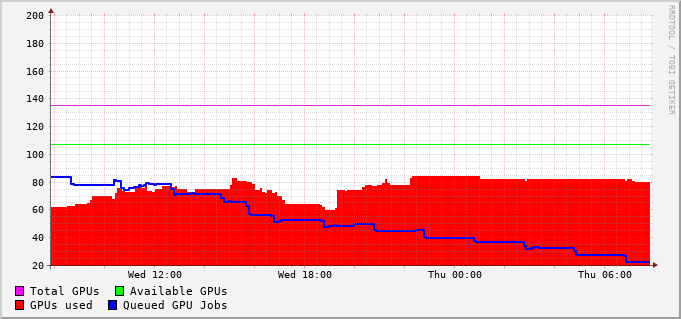 RRDTOOL / TOBI OETIKER
200
180
160
140
120
100
80
60
40
20
Wed 12:00 Wed 18:00 Thu 00:00 Thu 06:00
Total GPUs Available GPUs
GPUs used Queued GPU Jobs